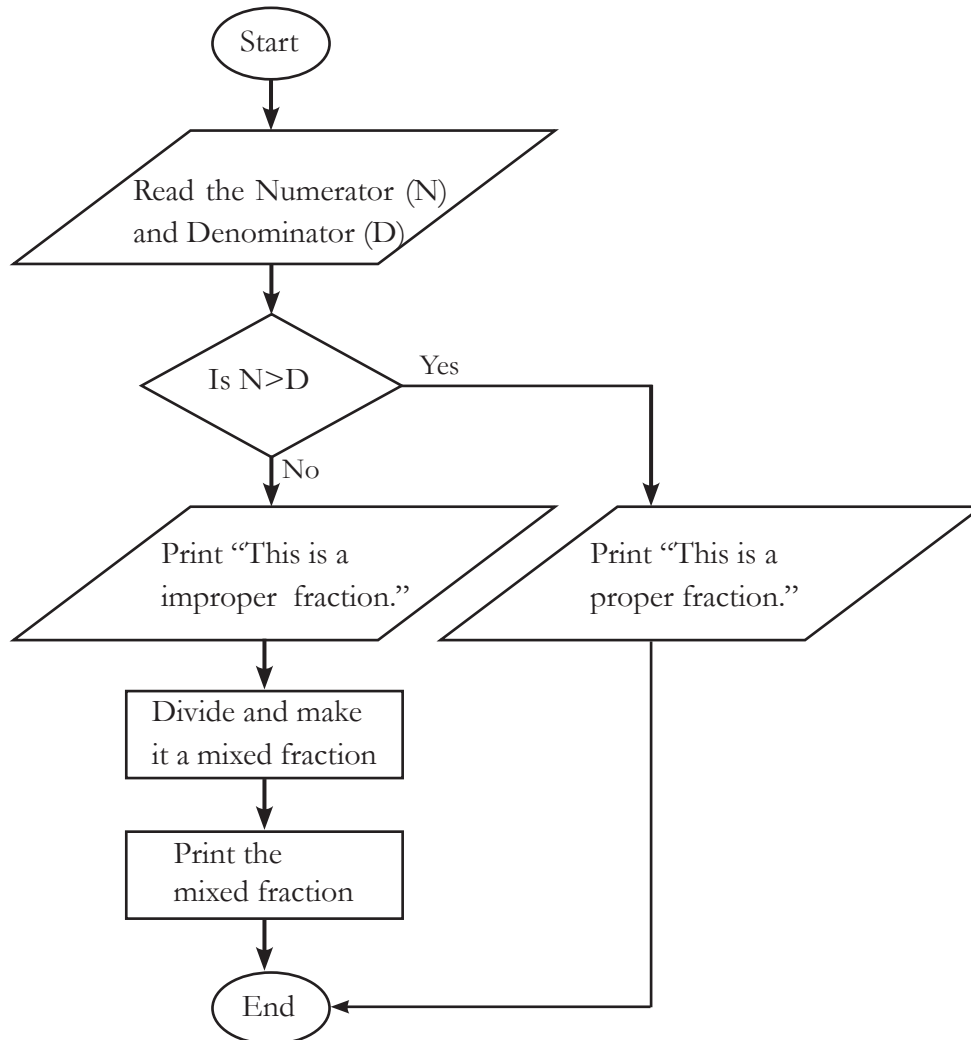 Start
Read the Numerator (N)
and Denominator (D)
Is N>D
Yes
No
Print “This is a
improper fraction.”
Print “This is a
proper fraction.”
Divide and make
it a mixed fraction
Print the
mixed fraction
End